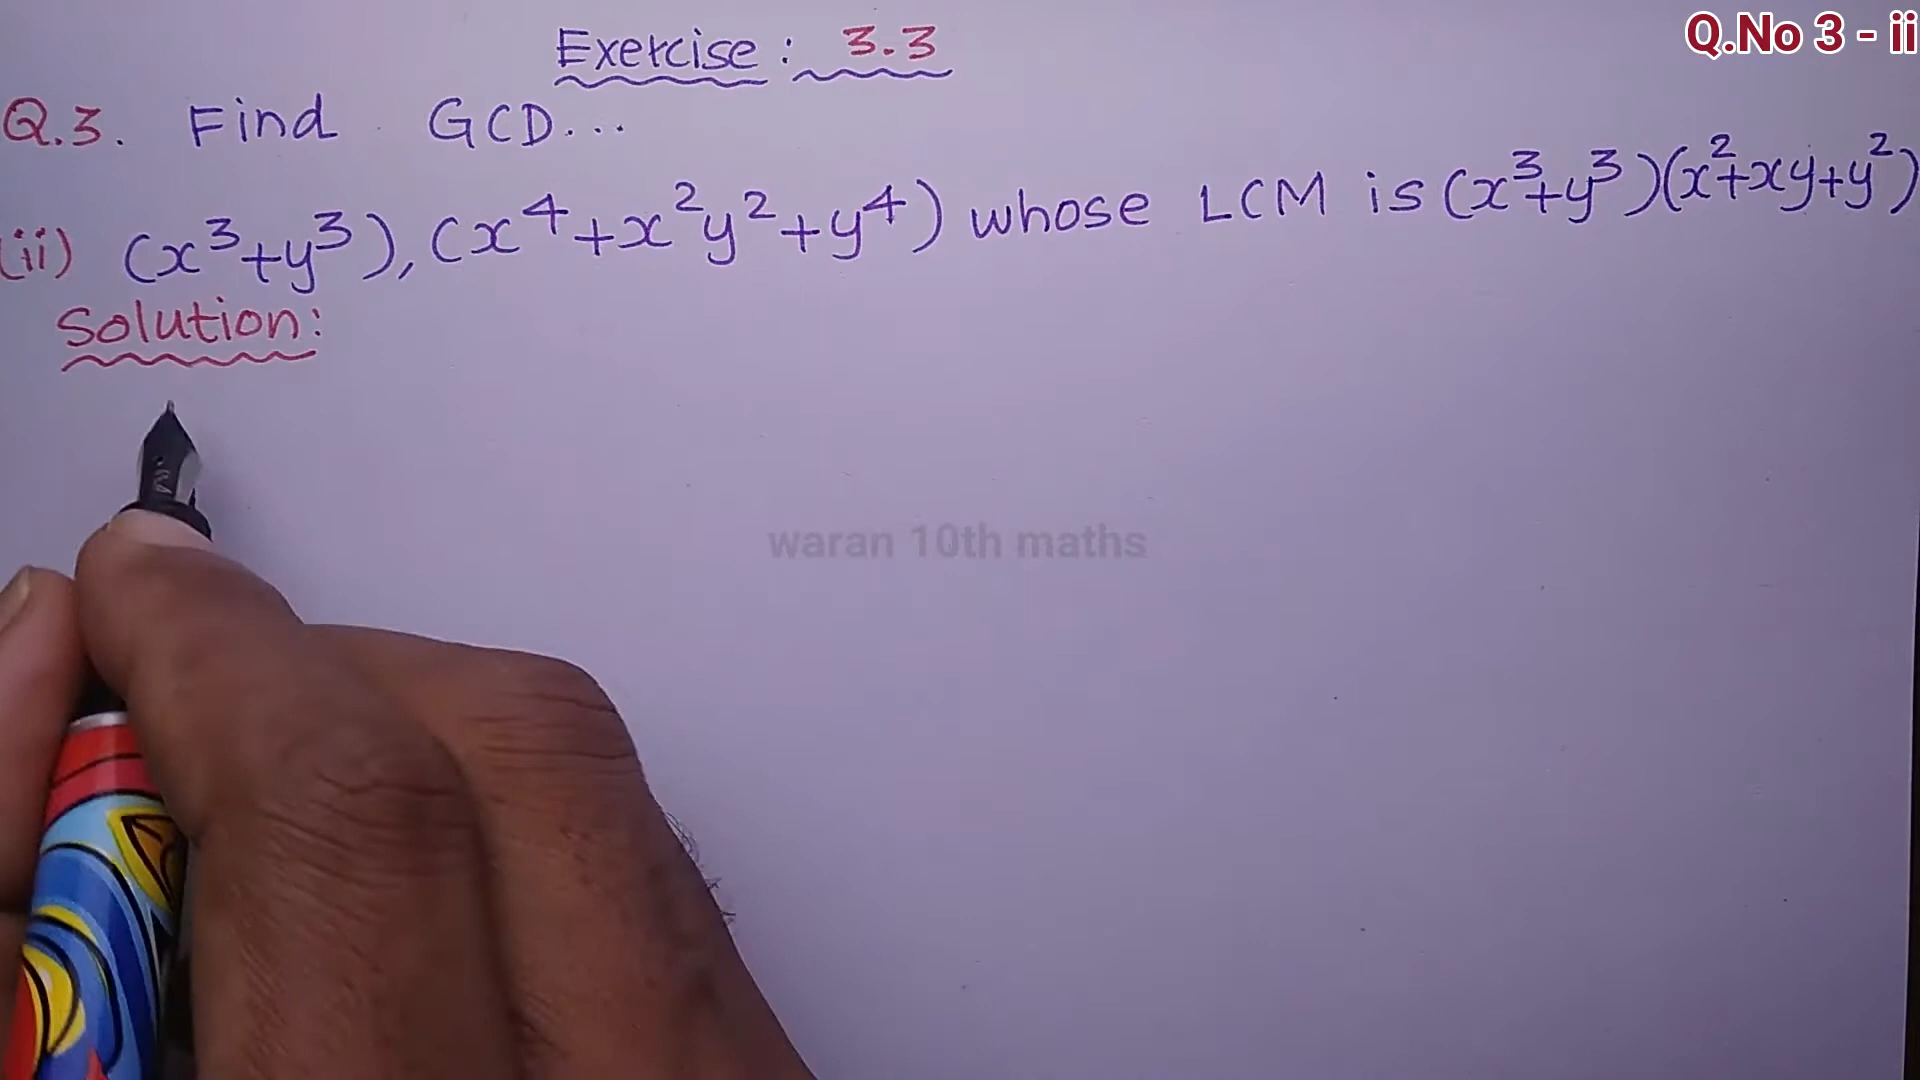 Q.No 3 - ii
Exercise: 3.3
Q.3. Find GCD...
(ii) (x³+y³), (x⁴+x²y²+y⁴) whose LCM is (x³+y³)(x²+xy+y²)
Solution:
waran 10th maths